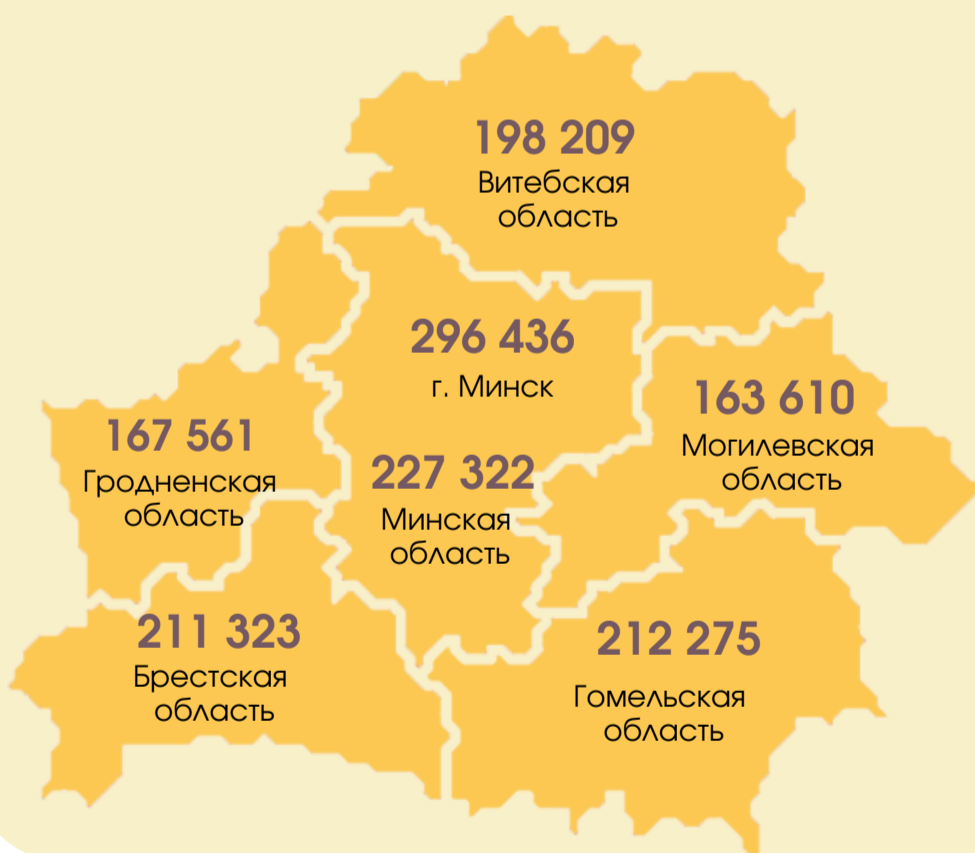 198 209
Витебская
область
296 436
г. Минск
163 610
Могилевская
область
167 561
Гродненская
область
227 322
Минская
область
211 323
Брестская
область
212 275
Гомельская
область